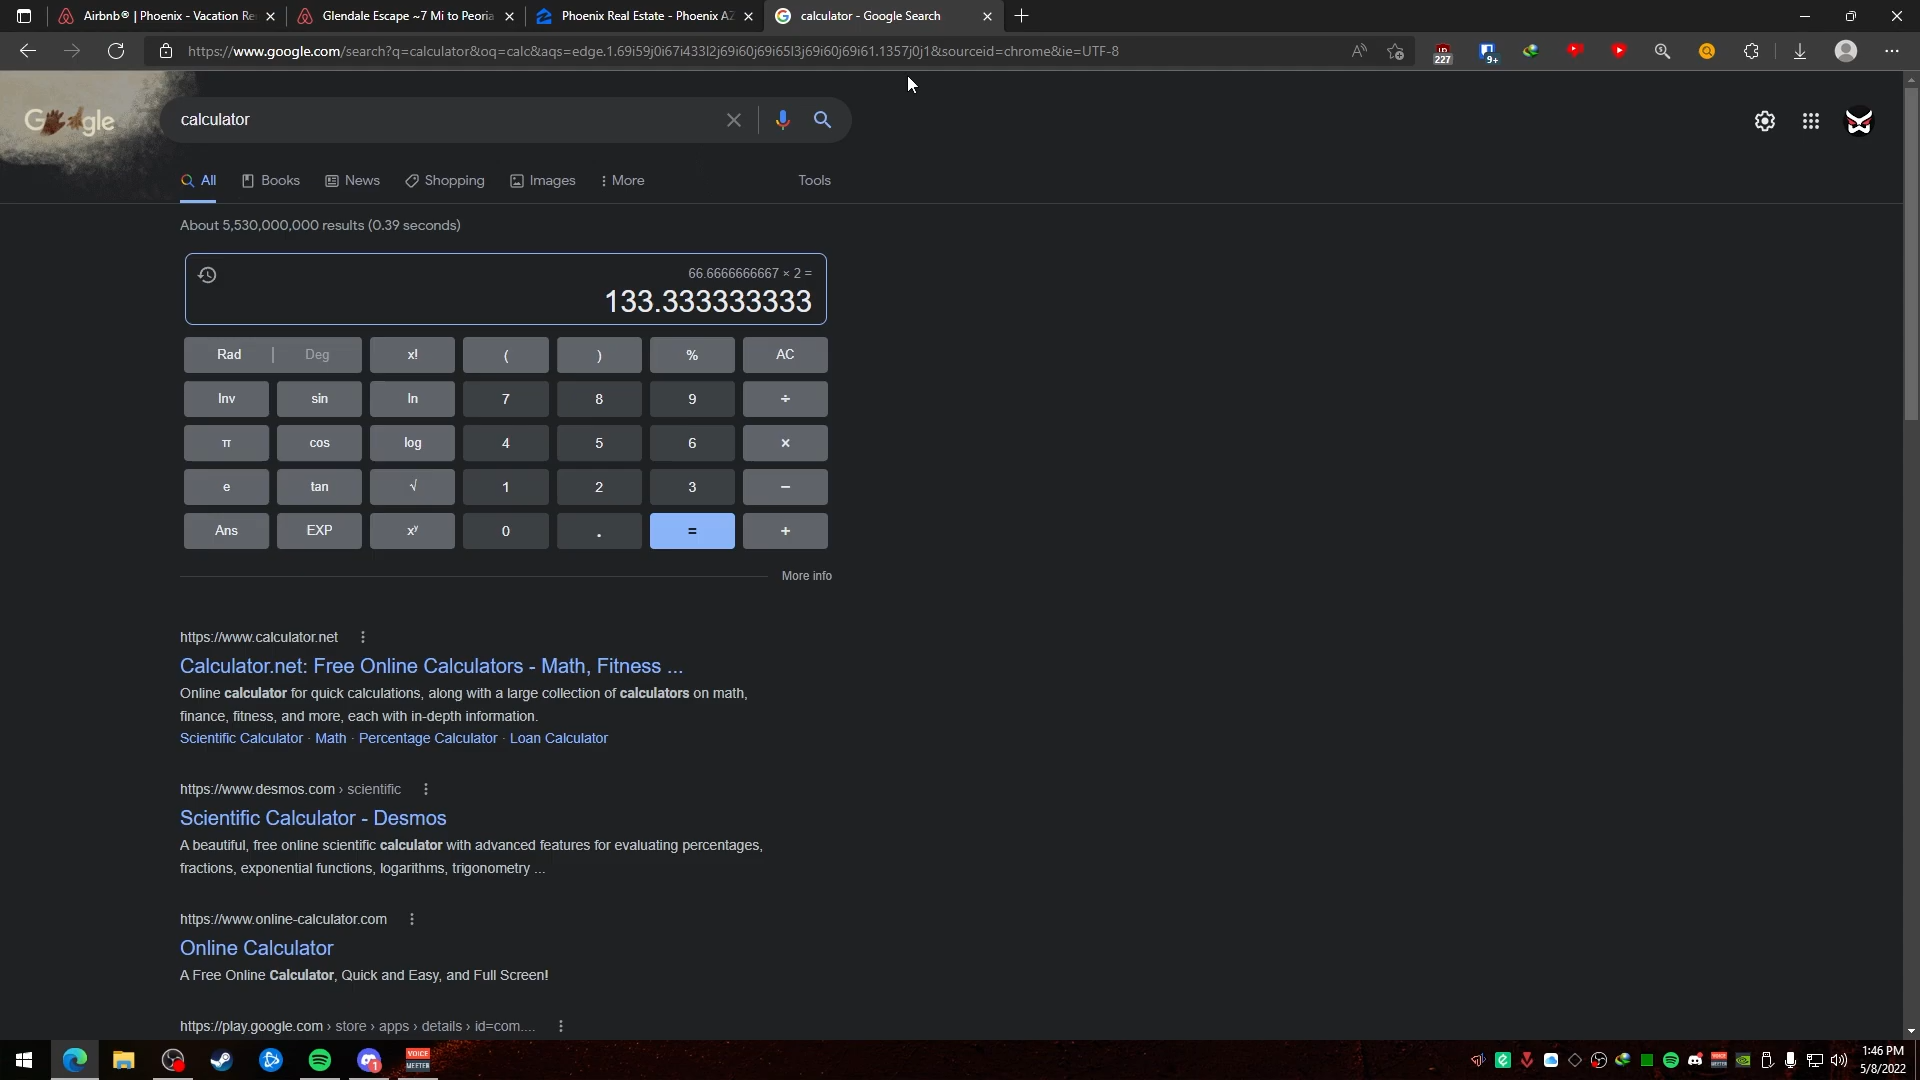 Airbnb® | Phoenix - Vacation Re
Glendale Escape ~7 Mi to Peoria
Phoenix Real Estate - Phoenix AZ
calculator - Google Search
https://www.google.com/search?q=calculator&oq=calc&aqs=edge.1.69i59j0i67i433l2j69i60j69i65l3j69i60j69i61.1357j0j1&sourceid=chrome&ie=UTF-8
227
9+
calculator
All
Books
News
Shopping
Images
More
Tools
About 5,530,000,000 results (0.39 seconds)
66.6666666667 × 2 =
133.333333333
Rad | Deg x! ( ) % AC
Inv sin ln 7 8 9 ÷
π cos log 4 5 6 ×
e tan √ 1 2 3 −
Ans EXP xʸ 0 . = +
More info
https://www.calculator.net
Calculator.net: Free Online Calculators - Math, Fitness ...
Online calculator for quick calculations, along with a large collection of calculators on math,
finance, fitness, and more, each with in-depth information.
Scientific Calculator · Math · Percentage Calculator · Loan Calculator
https://www.desmos.com › scientific
Scientific Calculator - Desmos
A beautiful, free online scientific calculator with advanced features for evaluating percentages,
fractions, exponential functions, logarithms, trigonometry ...
https://www.online-calculator.com
Online Calculator
A Free Online Calculator, Quick and Easy, and Full Screen!
https://play.google.com › store › apps › details › id=com....
VOICE
MEETER
1:46 PM
5/8/2022